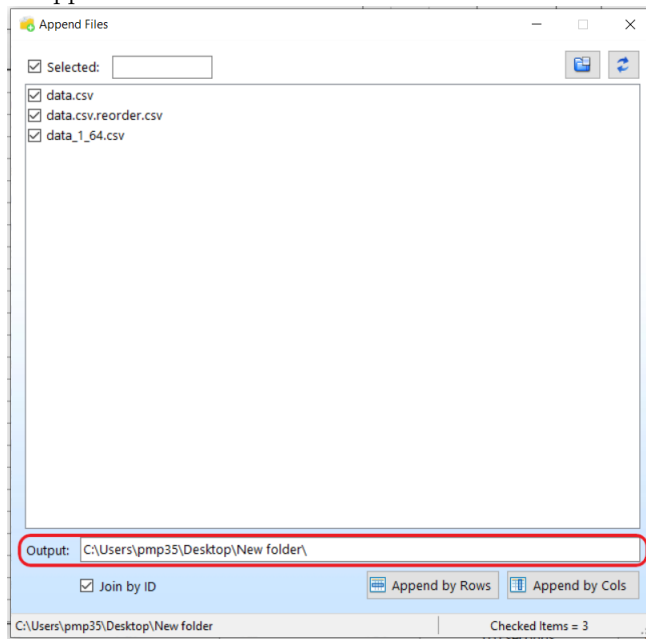 Append Files
Selected:
data.csv
data.csv.reorder.csv
data_1_64.csv
Output: C:\Users\pmp35\Desktop\New folder\
Join by ID
Append by Rows
Append by Cols
C:\Users\pmp35\Desktop\New folder
Checked Items = 3